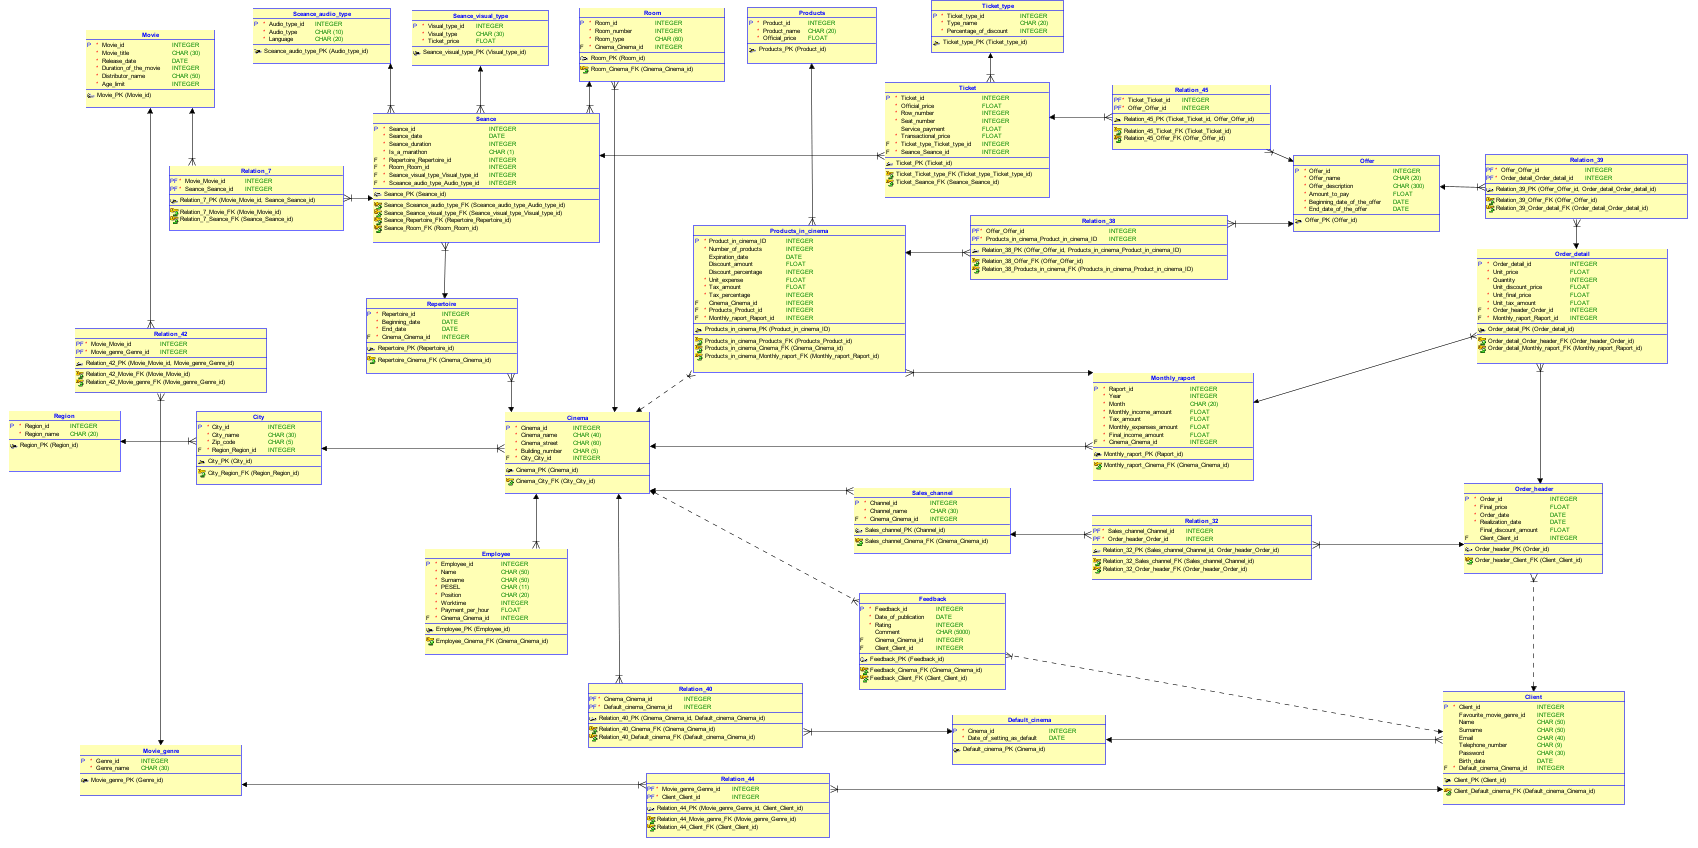 Movie
P * Movie_id INTEGER
* Movie_title CHAR (30)
* Release_date DATE
* Duration_of_the_movie INTEGER
* Distributor_name CHAR (50)
* Age_limit INTEGER
Movie_PK (Movie_id)
Sceance_audio_type
P * Audio_type_id INTEGER
* Audio_type CHAR (10)
* Language CHAR (20)
Sceance_audio_type_PK (Audio_type_id)
Seance_visual_type
P * Visual_type_id INTEGER
* Visual_type CHAR (30)
* Ticket_price FLOAT
Seance_visual_type_PK (Visual_type_id)
Room
P * Room_id INTEGER
* Room_number INTEGER
* Room_type CHAR (60)
F * Cinema_Cinema_id INTEGER
Room_PK (Room_id)
Room_Cinema_FK (Cinema_Cinema_id)
Products
P * Product_id INTEGER
* Product_name CHAR (20)
* Official_price FLOAT
Products_PK (Product_id)
Ticket_type
P * Ticket_type_id INTEGER
* Type_name CHAR (20)
* Percentage_of_discount INTEGER
Ticket_type_PK (Ticket_type_id)
Seance
P * Seance_id INTEGER
* Seance_date DATE
* Seance_duration INTEGER
* Is_a_marathon CHAR (1)
F * Repertoire_Repertoire_id INTEGER
F * Room_Room_id INTEGER
F * Seance_visual_type_Visual_type_id INTEGER
F * Sceance_audio_type_Audio_type_id INTEGER
Seance_PK (Seance_id)
Seance_Sceance_audio_type_FK (Sceance_audio_type_Audio_type_id)
Seance_Seance_visual_type_FK (Seance_visual_type_Visual_type_id)
Seance_Repertoire_FK (Repertoire_Repertoire_id)
Seance_Room_FK (Room_Room_id)
Ticket
P * Ticket_id INTEGER
* Official_price FLOAT
* Row_number INTEGER
* Seat_number INTEGER
Service_payment FLOAT
* Transactional_price FLOAT
F * Ticket_type_Ticket_type_id INTEGER
F * Seance_Seance_id INTEGER
Ticket_PK (Ticket_id)
Ticket_Ticket_type_FK (Ticket_type_Ticket_type_id)
Ticket_Seance_FK (Seance_Seance_id)
Relation_45
PF * Ticket_Ticket_id INTEGER
PF * Offer_Offer_id INTEGER
Relation_45_PK (Ticket_Ticket_id, Offer_Offer_id)
Relation_45_Ticket_FK (Ticket_Ticket_id)
Relation_45_Offer_FK (Offer_Offer_id)
Offer
P * Offer_id INTEGER
* Offer_name CHAR (20)
* Offer_description CHAR (300)
* Amount_to_pay FLOAT
* Beginning_date_of_the_offer DATE
* End_date_of_the_offer DATE
Offer_PK (Offer_id)
Relation_39
PF * Offer_Offer_id INTEGER
PF * Order_detail_Order_detail_id INTEGER
Relation_39_PK (Offer_Offer_id, Order_detail_Order_detail_id)
Relation_39_Offer_FK (Offer_Offer_id)
Relation_39_Order_detail_FK (Order_detail_Order_detail_id)
Relation_7
PF * Movie_Movie_id INTEGER
PF * Seance_Seance_id INTEGER
Relation_7_PK (Movie_Movie_id, Seance_Seance_id)
Relation_7_Movie_FK (Movie_Movie_id)
Relation_7_Seance_FK (Seance_Seance_id)
Relation_38
PF * Offer_Offer_id INTEGER
PF * Products_in_cinema_Product_in_cinema_ID INTEGER
Relation_38_PK (Offer_Offer_id, Products_in_cinema_Product_in_cinema_ID)
Relation_38_Offer_FK (Offer_Offer_id)
Relation_38_Products_in_cinema_FK (Products_in_cinema_Product_in_cinema_ID)
Products_in_cinema
P * Product_in_cinema_ID INTEGER
* Number_of_products INTEGER
Expiration_date DATE
Discount_amount FLOAT
Discount_percentage INTEGER
* Unit_expense FLOAT
* Tax_amount FLOAT
* Tax_percentage INTEGER
F Cinema_Cinema_id INTEGER
F * Products_Product_id INTEGER
F * Monthly_raport_Raport_id INTEGER
Products_in_cinema_PK (Product_in_cinema_ID)
Products_in_cinema_Products_FK (Products_Product_id)
Products_in_cinema_Cinema_FK (Cinema_Cinema_id)
Products_in_cinema_Monthly_raport_FK (Monthly_raport_Raport_id)
Order_detail
P * Order_detail_id INTEGER
* Unit_price FLOAT
* Quantity INTEGER
* Unit_discount_price FLOAT
* Unit_final_price FLOAT
* Unit_tax_amount FLOAT
F * Order_header_Order_id INTEGER
F * Monthly_raport_Raport_id INTEGER
Order_detail_PK (Order_detail_id)
Order_detail_Order_header_FK (Order_header_Order_id)
Order_detail_Monthly_raport_FK (Monthly_raport_Raport_id)
Repertoire
P * Repertoire_id INTEGER
* Beginning_date DATE
* End_date DATE
F * Cinema_Cinema_id INTEGER
Repertoire_PK (Repertoire_id)
Repertoire_Cinema_FK (Cinema_Cinema_id)
Relation_42
PF * Movie_Movie_id INTEGER
PF * Movie_genre_Genre_id INTEGER
Relation_42_PK (Movie_Movie_id, Movie_genre_Genre_id)
Relation_42_Movie_FK (Movie_Movie_id)
Relation_42_Movie_genre_FK (Movie_genre_Genre_id)
Monthly_raport
P * Raport_id INTEGER
* Year INTEGER
* Month CHAR (20)
* Monthly_income_amount FLOAT
* Tax_amount FLOAT
* Monthly_expenses_amount FLOAT
* Final_income_amount FLOAT
F * Cinema_Cinema_id INTEGER
Monthly_raport_PK (Raport_id)
Monthly_raport_Cinema_FK (Cinema_Cinema_id)
Region
P * Region_id INTEGER
* Region_name CHAR (20)
Region_PK (Region_id)
City
P * City_id INTEGER
* City_name CHAR (30)
* Zip_code CHAR (5)
F * Region_Region_id INTEGER
City_PK (City_id)
City_Region_FK (Region_Region_id)
Cinema
P * Cinema_id INTEGER
* Cinema_name CHAR (40)
* Cinema_street CHAR (60)
* Building_number CHAR (5)
F * City_City_id INTEGER
Cinema_PK (Cinema_id)
Cinema_City_FK (City_City_id)
Sales_channel
P * Channel_id INTEGER
* Channel_name CHAR (30)
F * Cinema_Cinema_id INTEGER
Sales_channel_PK (Channel_id)
Sales_channel_Cinema_FK (Cinema_Cinema_id)
Relation_32
PF * Sales_channel_Channel_id INTEGER
PF * Order_header_Order_id INTEGER
Relation_32_PK (Sales_channel_Channel_id, Order_header_Order_id)
Relation_32_Sales_channel_FK (Sales_channel_Channel_id)
Relation_32_Order_header_FK (Order_header_Order_id)
Order_header
P * Order_id INTEGER
* Final_price FLOAT
* Order_date DATE
* Realization_date DATE
Final_discount_amount FLOAT
F Client_Client_id INTEGER
Order_header_PK (Order_id)
Order_header_Client_FK (Client_Client_id)
Employee
P * Employee_id INTEGER
* Name CHAR (50)
* Surname CHAR (50)
* PESEL CHAR (11)
* Position CHAR (20)
* Worktime INTEGER
* Payment_per_hour FLOAT
F * Cinema_Cinema_id INTEGER
Employee_PK (Employee_id)
Employee_Cinema_FK (Cinema_Cinema_id)
Feedback
P * Feedback_id INTEGER
* Date_of_publication DATE
* Rating INTEGER
Comment CHAR (5000)
F Cinema_Cinema_id INTEGER
F Client_Client_id INTEGER
Feedback_PK (Feedback_id)
Feedback_Cinema_FK (Cinema_Cinema_id)
Feedback_Client_FK (Client_Client_id)
Relation_40
PF * Cinema_Cinema_id INTEGER
PF * Default_cinema_Cinema_id INTEGER
Relation_40_PK (Cinema_Cinema_id, Default_cinema_Cinema_id)
Relation_40_Cinema_FK (Cinema_Cinema_id)
Relation_40_Default_cinema_FK (Default_cinema_Cinema_id)
Default_cinema
P * Cinema_id INTEGER
* Date_of_setting_as_default DATE
Default_cinema_PK (Cinema_id)
Client
P * Client_id INTEGER
Favourite_movie_genre_id INTEGER
Name CHAR (50)
Surname CHAR (50)
Email CHAR (40)
Telephone_number CHAR (9)
Password CHAR (30)
Birth_date DATE
F * Default_cinema_Cinema_id INTEGER
Client_PK (Client_id)
Client_Default_cinema_FK (Default_cinema_Cinema_id)
Movie_genre
P * Genre_id INTEGER
* Genre_name CHAR (30)
Movie_genre_PK (Genre_id)
Relation_44
PF * Movie_genre_Genre_id INTEGER
PF * Client_Client_id INTEGER
Relation_44_PK (Movie_genre_Genre_id, Client_Client_id)
Relation_44_Movie_genre_FK (Movie_genre_Genre_id)
Relation_44_Client_FK (Client_Client_id)